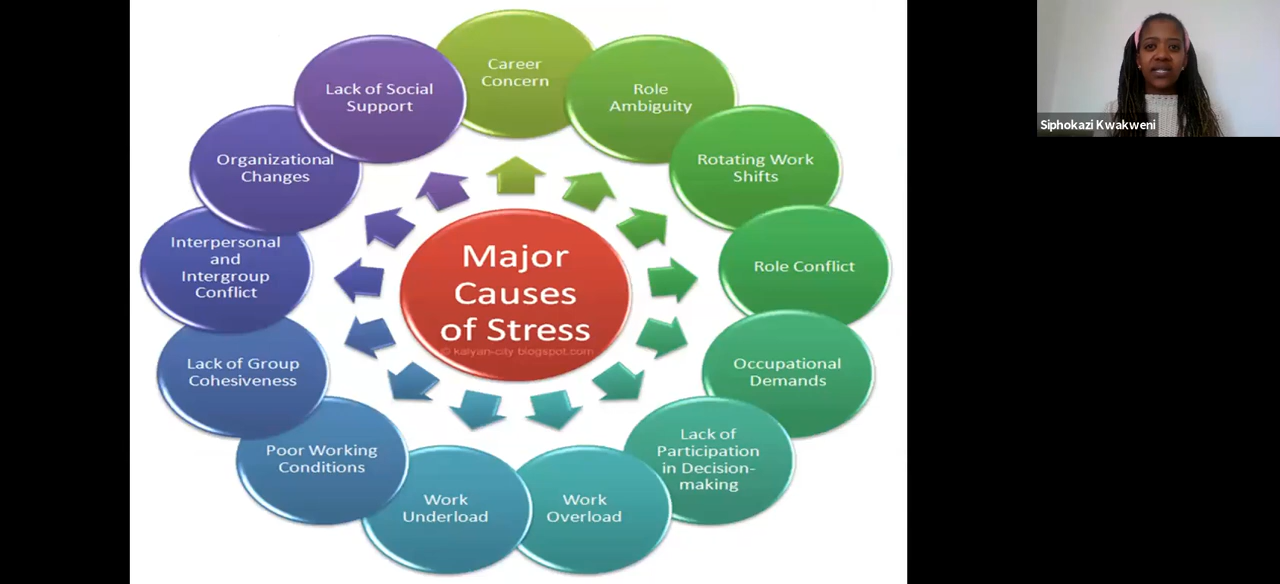 Career
Concern
Role
Ambiguity
Rotating Work
Shifts
Role Conflict
Occupational
Demands
Lack of
Participation
in Decision-
making
Work
Overload
Work
Underload
Poor Working
Conditions
Lack of Group
Cohesiveness
Interpersonal
and
Intergroup
Conflict
Organizational
Changes
Lack of Social
Support
Major
Causes
of Stress
© kalyan-city blogspot.com
Siphokazi Kwakweni